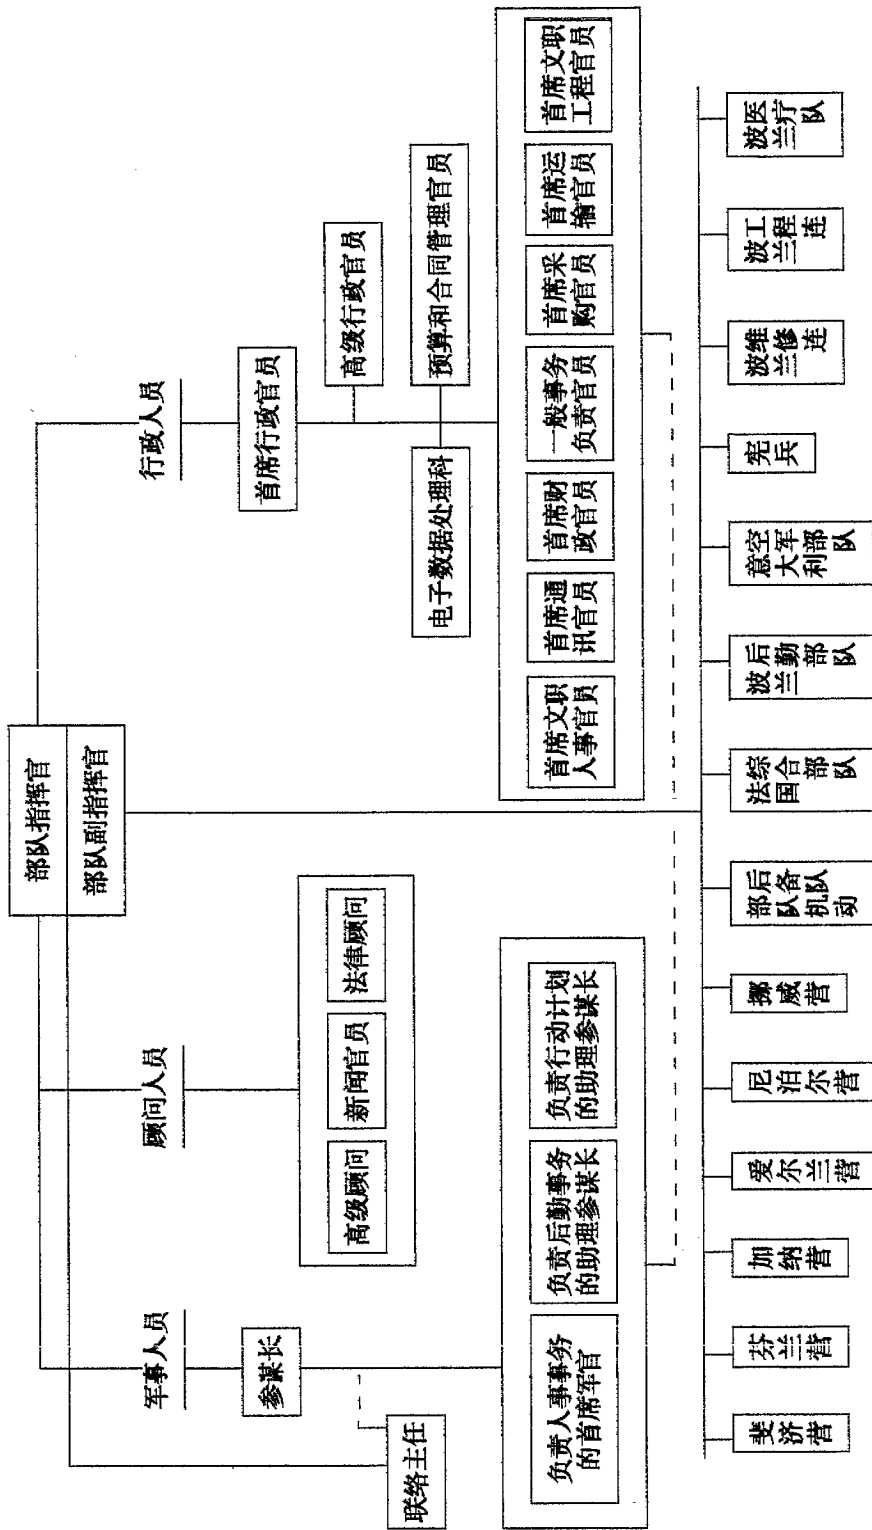 部队指挥官
部队副指挥官
军事人员
顾问人员
行政人员
参谋长
首席行政官员
联络主任
高级顾问
新闻官员
法律顾问
高级行政官员
电子数据处理科
预算和合同管理官员
负责人事事务
的首席军官
负责后勤事务
的助理参谋长
负责行动计划
的助理参谋长
首席文职
人事官员
首席通
讯官员
首席财
政官员
一般事务
负责官员
首席采
购官员
首席运
输官员
首席文职
工程官员
斐济营
芬兰营
加纳营
爱尔兰营
尼泊尔营
挪威营
部队机动
后备队
法国部队
综合
波兰部队
后勤
意大利部队
空军
宪兵
波兰连
维修
波兰连
工程
波兰队
医疗